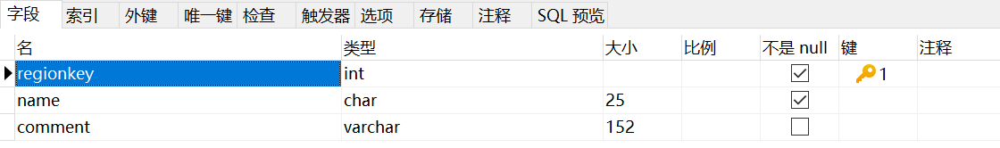 字段 索引 外键 唯一键 检查 触发器 选项 存储 注释 SQL 预览
名 类型 大小 比例 不是 null 键 注释
regionkey int 1
name char 25
comment varchar 152